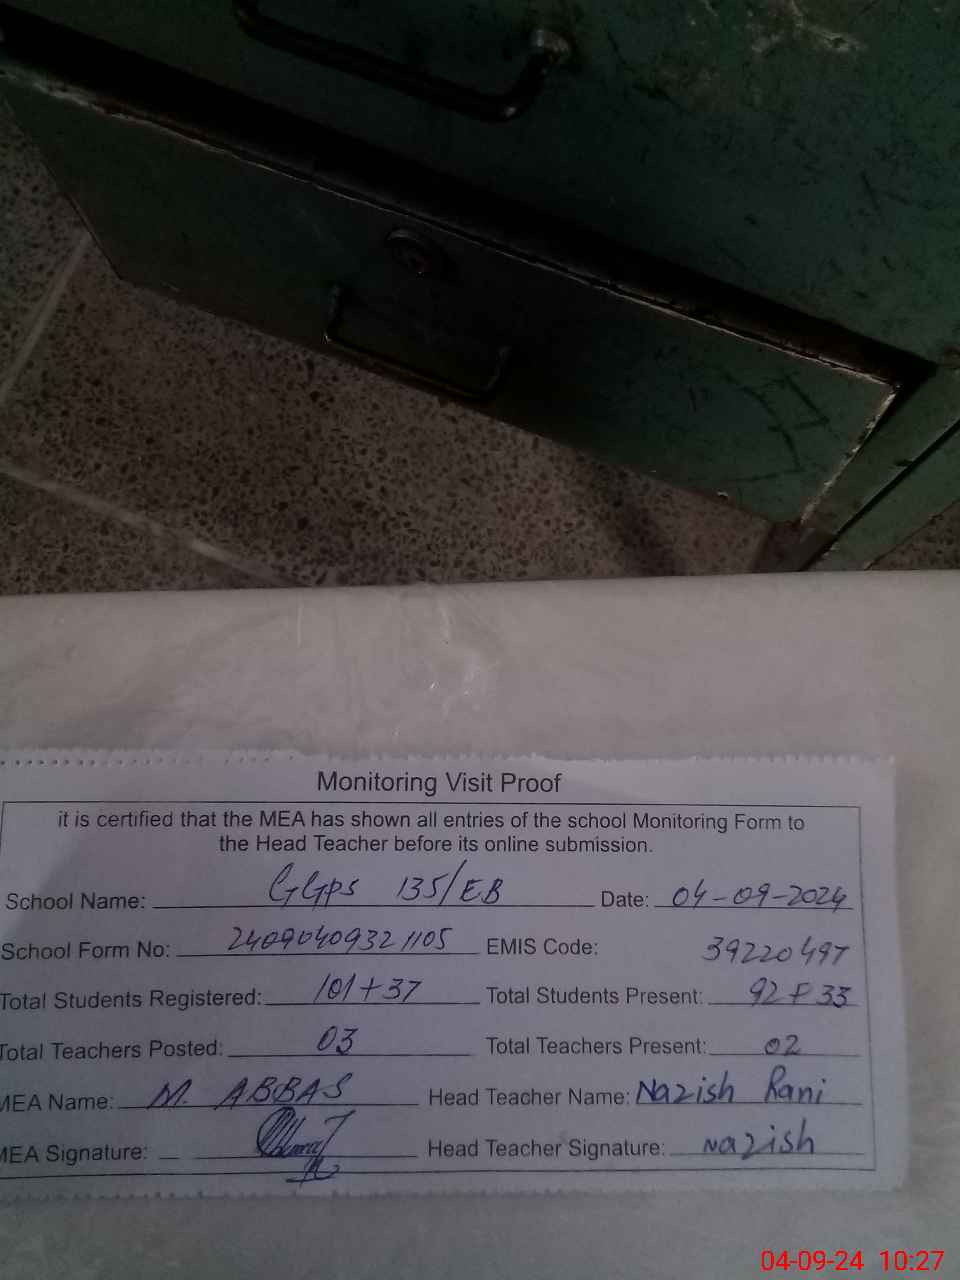 Monitoring Visit Proof
it is certified that the MEA has shown all entries of the school Monitoring Form to
the Head Teacher before its online submission.
School Name: GGPS 135/EB Date: 04-09-2024
School Form No: 24090409321105 EMIS Code: 39220497
Total Students Registered: 101+37 Total Students Present: 92+33
Total Teachers Posted: 03 Total Teachers Present: 02
MEA Name: M. ABBAS Head Teacher Name: Nazish Rani
MEA Signature: Head Teacher Signature: Nazish
04-09-24 10:27